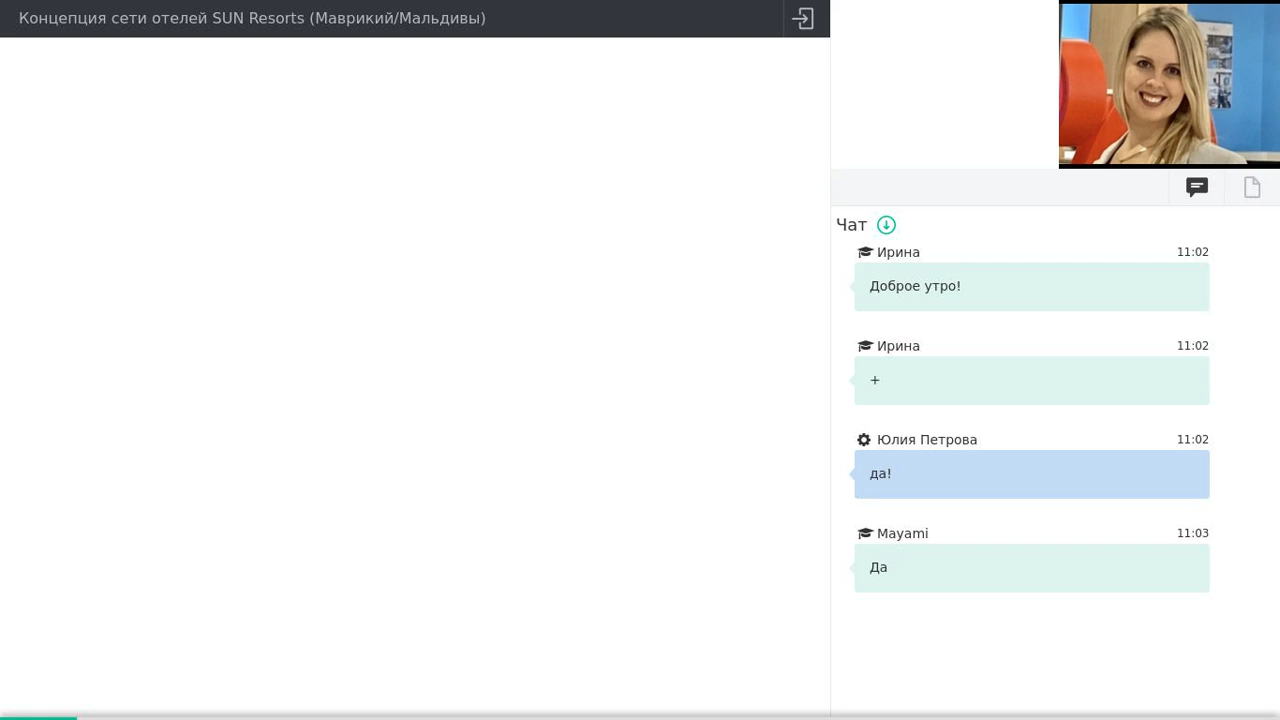 Концепция сети отелей SUN Resorts (Маврикий/Мальдивы)
Чат
Ирина 11:02
Доброе утро!
Ирина 11:02
+
Юлия Петрова 11:02
да!
Mayami 11:03
Да